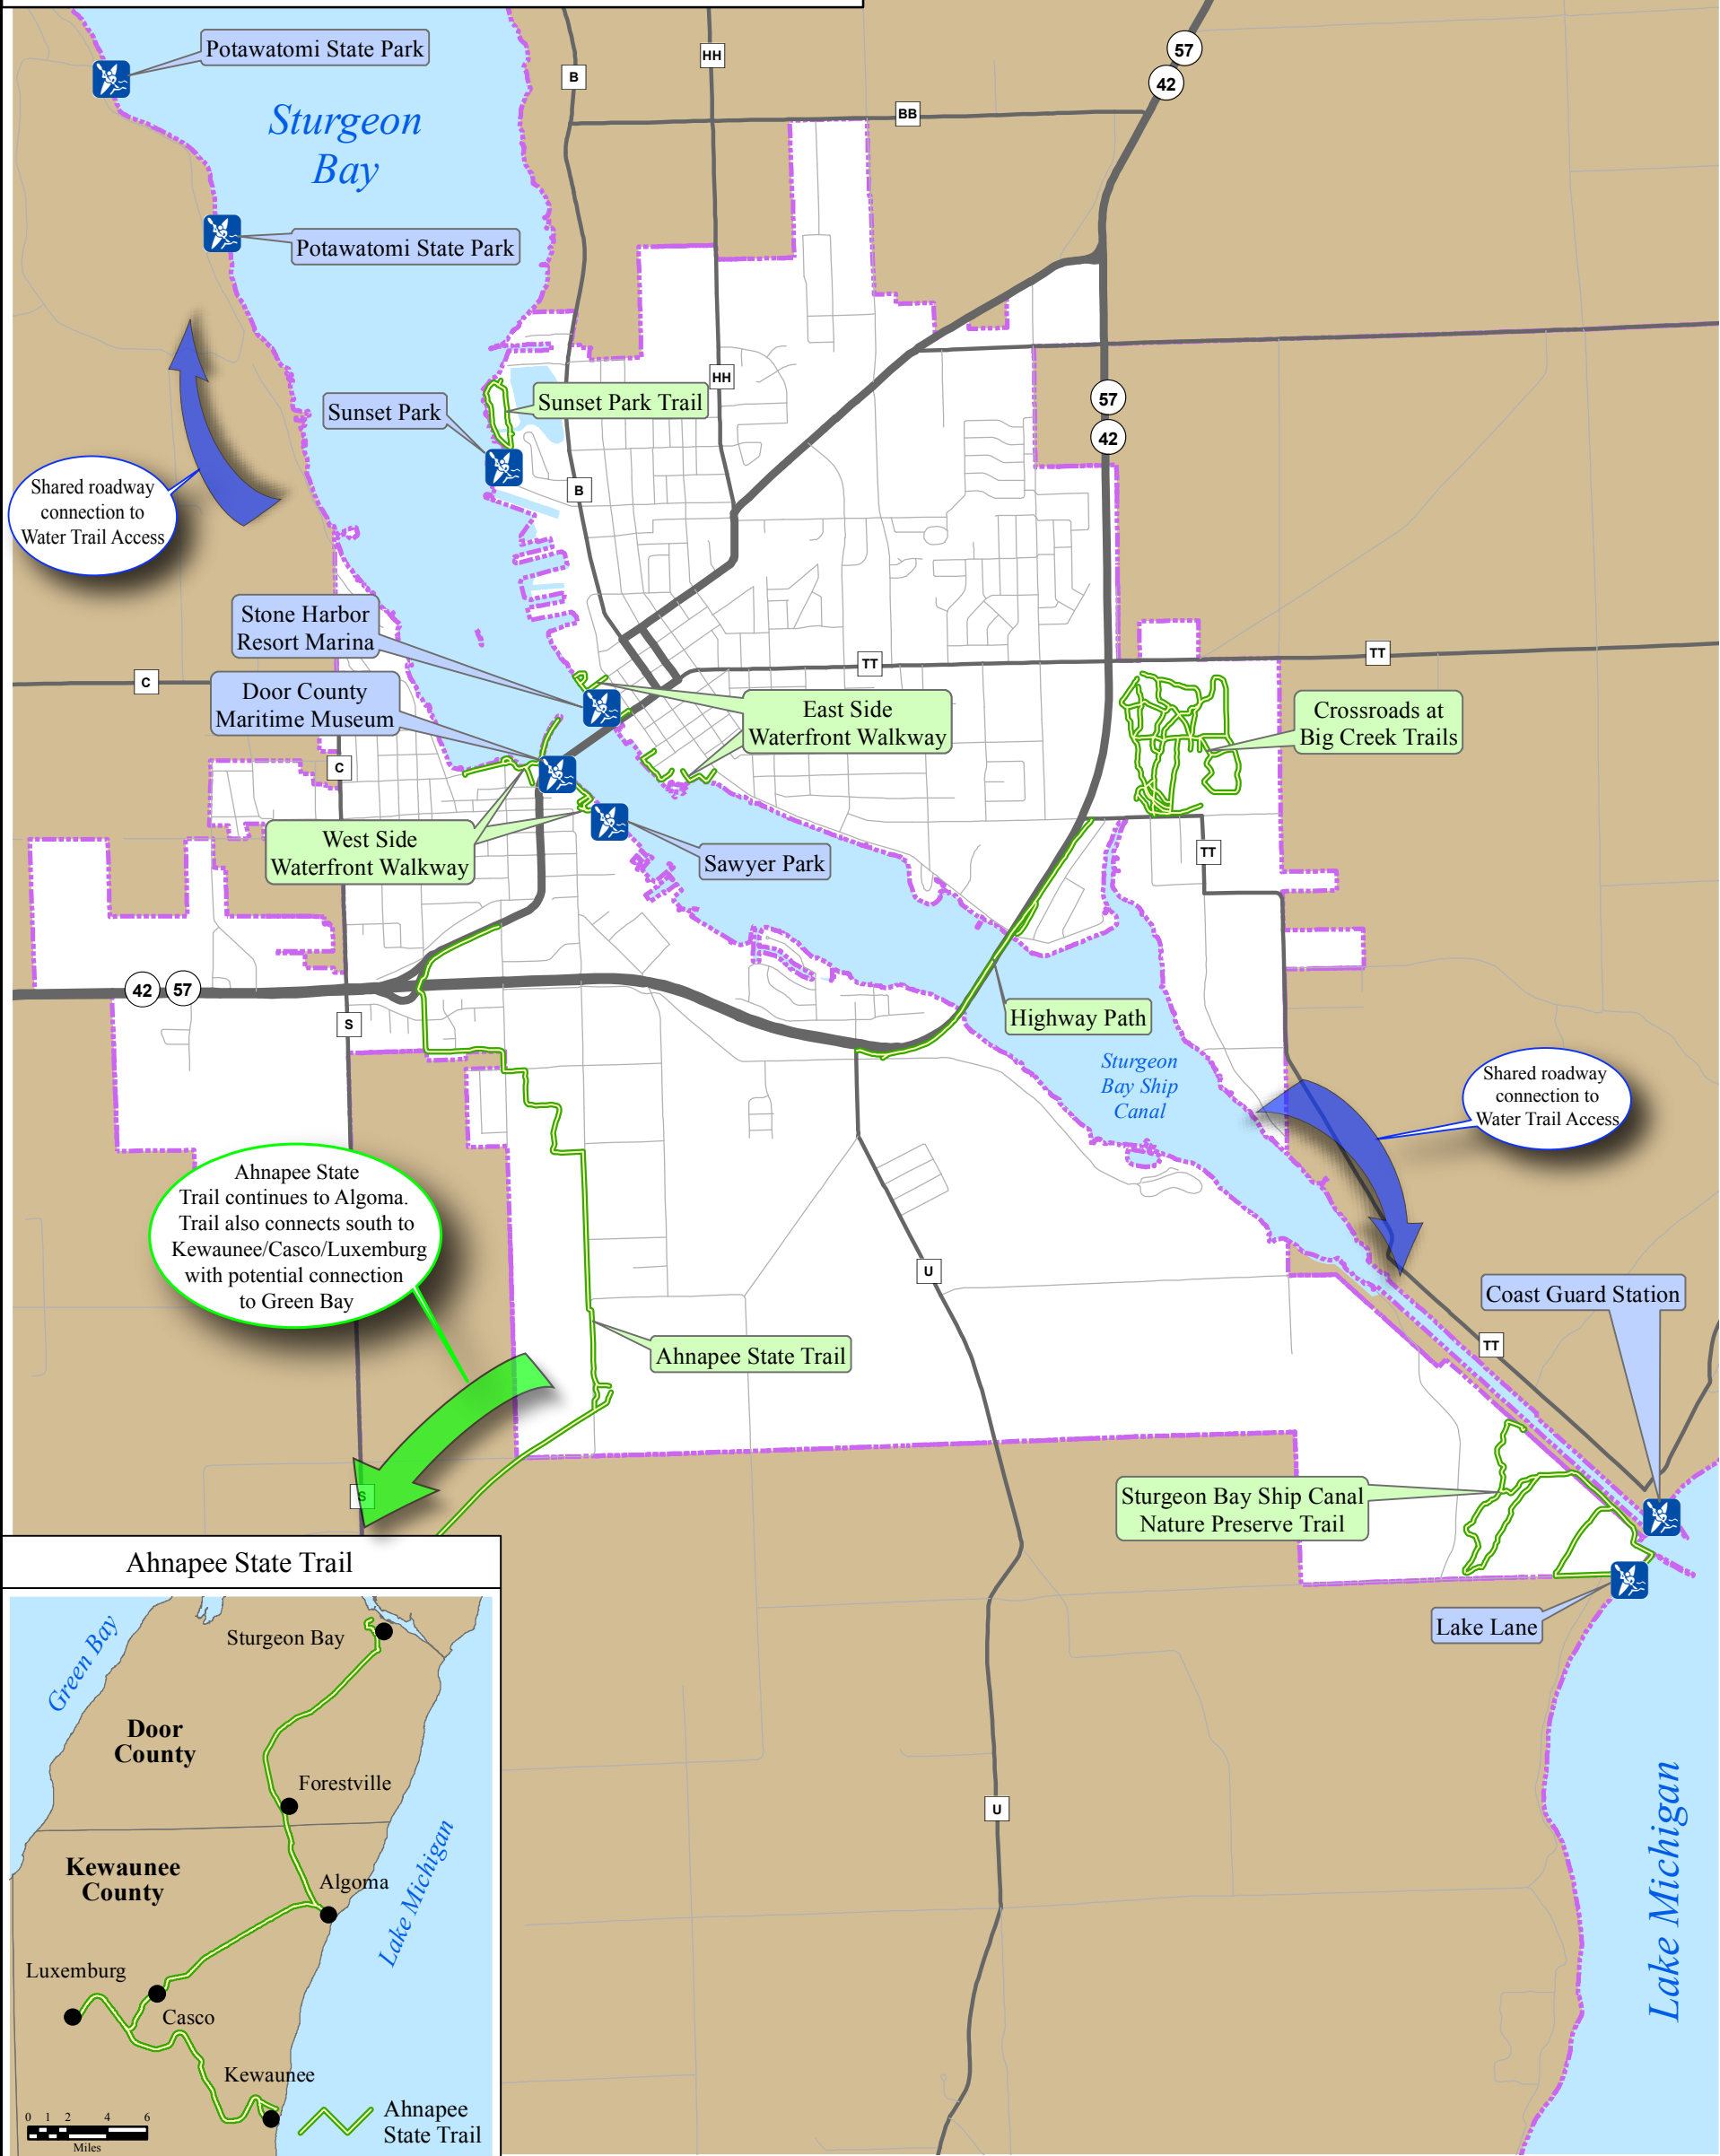 Potawatomi State Park
Sturgeon
Bay
Potawatomi State Park
B
HH
BB
57
42
Sunset Park
Sunset Park Trail
HH
57
42
B
Shared roadway
connection to
Water Trail Access
Stone Harbor
Resort Marina
C
TT
TT
Door County
Maritime Museum
East Side
Waterfront Walkway
Crossroads at
Big Creek Trails
C
West Side
Waterfront Walkway
Sawyer Park
TT
42
57
S
Highway Path
Sturgeon
Bay Ship
Canal
Shared roadway
connection to
Water Trail Access
Ahnapee State
Trail continues to Algoma.
Trail also connects south to
Kewaunee/Casco/Luxemburg
with potential connection
to Green Bay
U
Coast Guard Station
TT
Ahnapee State Trail
S
Sturgeon Bay Ship Canal
Nature Preserve Trail
Lake Lane
U
Lake Michigan
Ahnapee State Trail
Green Bay
Sturgeon Bay
Door
County
Forestville
Kewaunee
County
Algoma
Lake Michigan
Luxemburg
Casco
Kewaunee
0 1 2 4 6
Miles
Ahnapee
State Trail